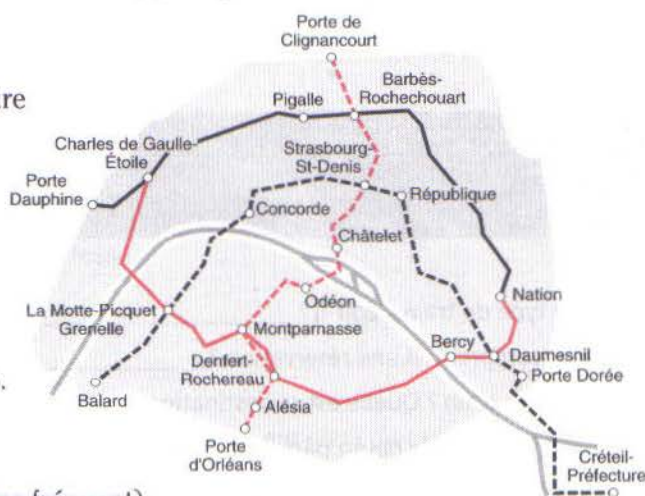 Porte de
Clignancourt
Barbès-
Rochechouart
Pigalle
Charles de Gaulle-
Étoile
Strasbourg-
St-Denis
Porte
Dauphine
République
Concorde
Châtelet
Odéon
Nation
La Motte-Picquet
Grenelle
Montparnasse
Bercy
Daumesnil
Denfert-
Rochereau
Porte Dorée
Balard
Alésia
Porte
d'Orléans
Créteil-
Préfecture